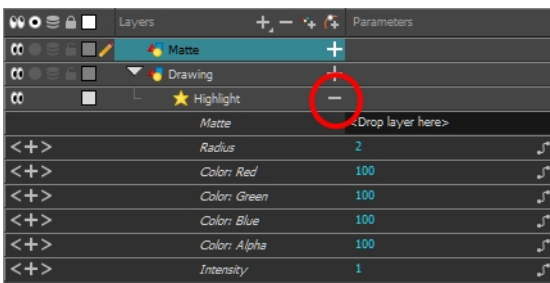 Layers Parameters
Matte
Drawing
Highlight
Matte <Drop layer here>
Radius 2
Color: Red 100
Color: Green 100
Color: Blue 100
Color: Alpha 100
Intensity 1